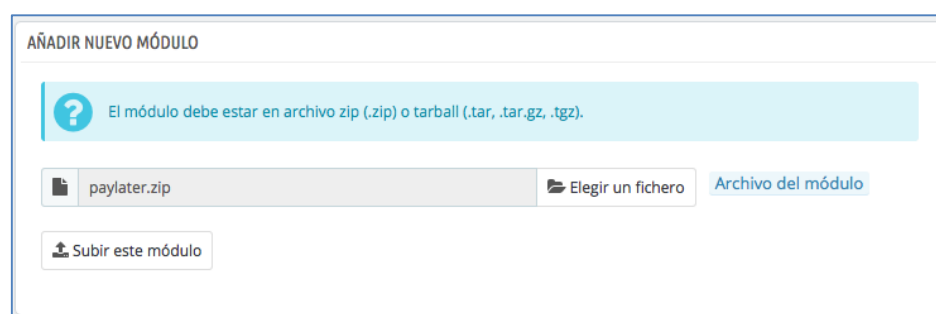 AÑADIR NUEVO MÓDULO
El módulo debe estar en archivo zip (.zip) o tarball (.tar, .tar.gz, .tgz).
paylater.zip Elegir un fichero Archivo del módulo
Subir este módulo